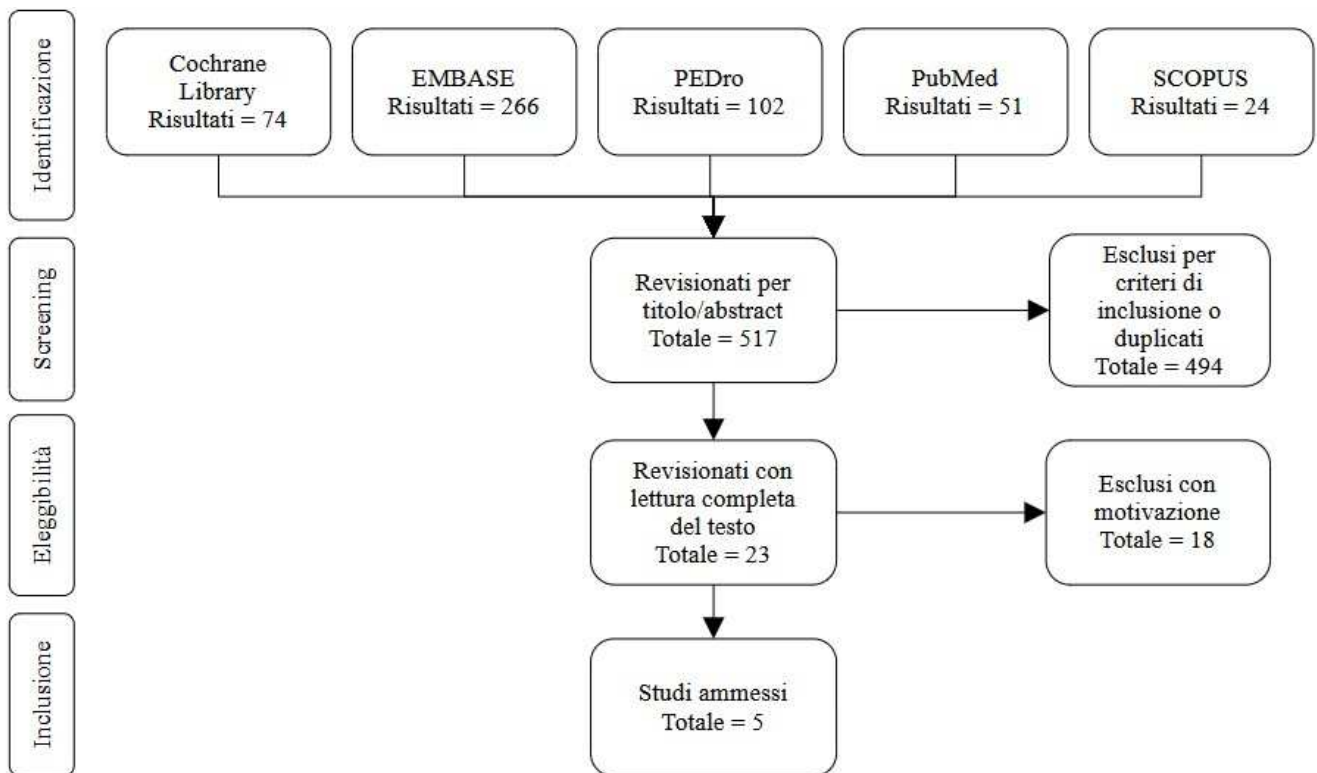 Identificazione
Cochrane
Library
Risultati = 74
EMBASE
Risultati = 266
PEDro
Risultati = 102
PubMed
Risultati = 51
SCOPUS
Risultati = 24
Screening
Revisionati per
titolo/abstract
Totale = 517
Esclusi per
criteri di
inclusione o
duplicati
Totale = 494
Eleggibilità
Revisionati con
lettura completa
del testo
Totale = 23
Esclusi con
motivazione
Totale = 18
Inclusione
Studi ammessi
Totale = 5